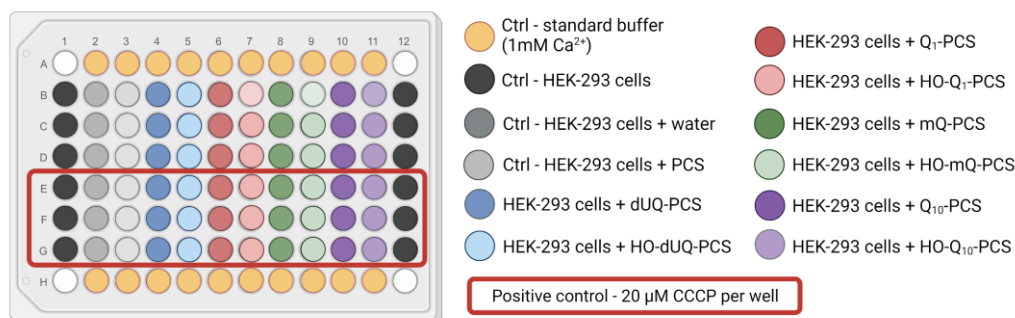 1 2 3 4 5 6 7 8 9 10 11 12
A
B
C
D
E
F
G
H
Ctrl - standard buffer
(1mM Ca²⁺)
Ctrl - HEK-293 cells
Ctrl - HEK-293 cells + water
Ctrl - HEK-293 cells + PCS
HEK-293 cells + dUQ-PCS
HEK-293 cells + HO-dUQ-PCS
HEK-293 cells + Q₁-PCS
HEK-293 cells + HO-Q₁-PCS
HEK-293 cells + mQ-PCS
HEK-293 cells + HO-mQ-PCS
HEK-293 cells + Q₁₀-PCS
HEK-293 cells + HO-Q₁₀-PCS
Positive control - 20 µM CCCP per well